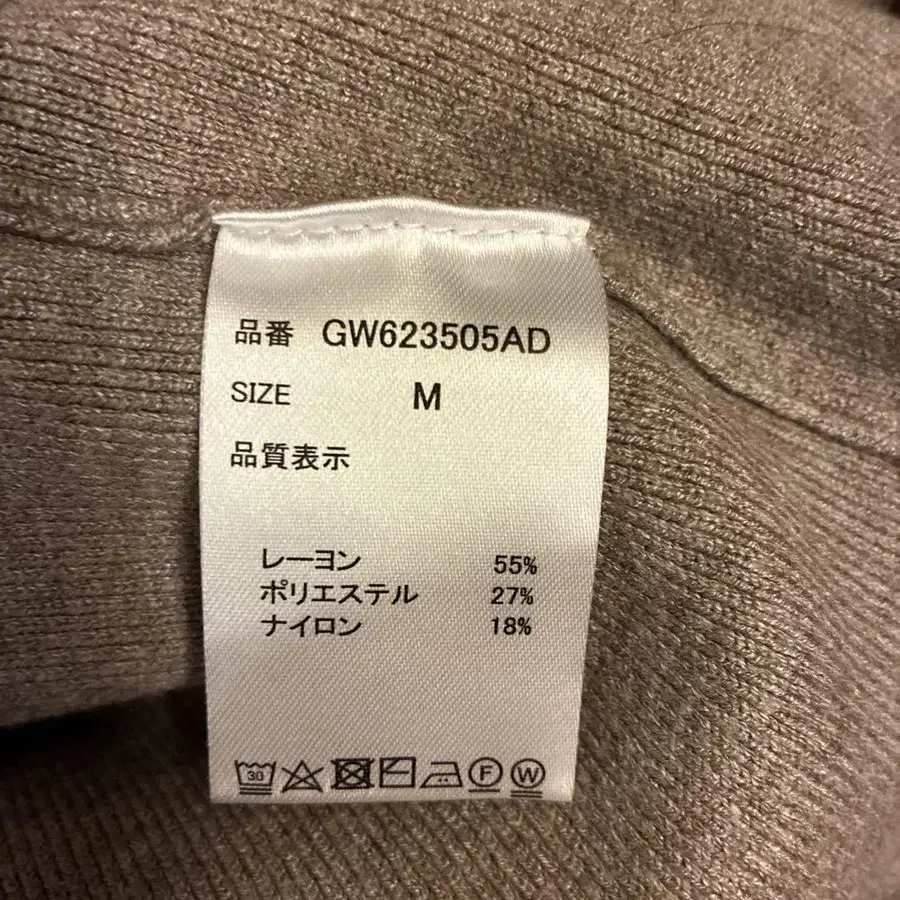 品番 GW623505AD
SIZE M
品質表示
レーヨン 55%
ポリエステル 27%
ナイロン 18%
30 F W